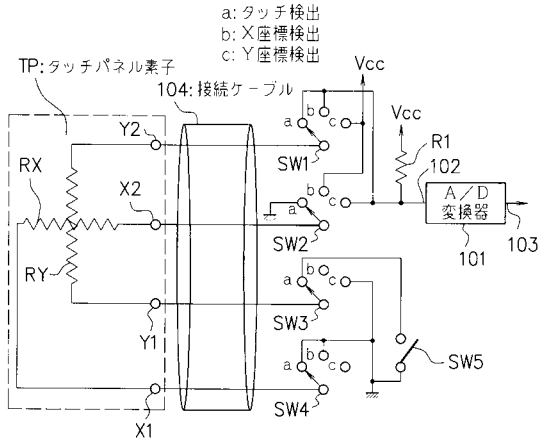 a: タッチ検出
b: X座標検出
c: Y座標検出
TP: タッチパネル素子
104: 接続ケーブル
Vcc
Vcc
Y2
b
a
c
SW1
R1
RX
X2
b
a
c
SW2
102
A/D
変換器
101
103
RY
Y1
b
a
c
SW3
SW5
b
a
c
SW4
X1